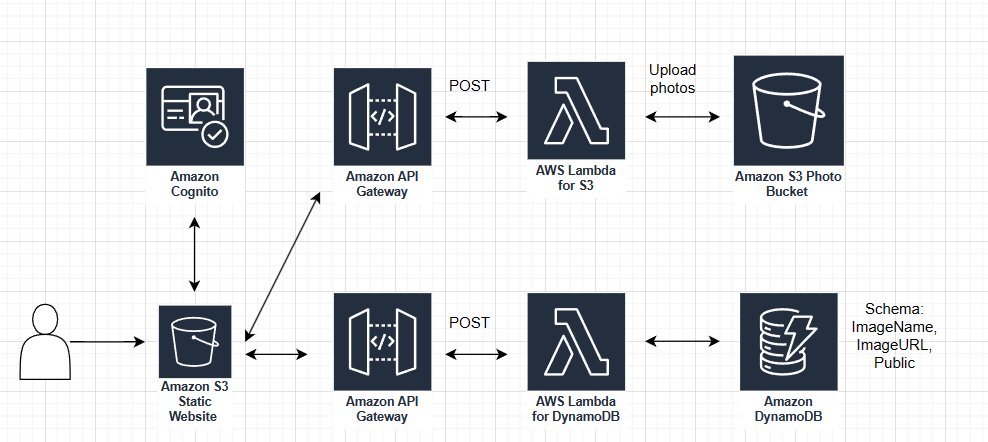 POST
Upload
photos
Amazon
Cognito
Amazon API
Gateway
AWS Lambda
for S3
Amazon S3 Photo
Bucket
POST
Schema:
ImageName,
ImageURL,
Public
Amazon S3
Static
Website
Amazon API
Gateway
AWS Lambda
for DynamoDB
Amazon
DynamoDB